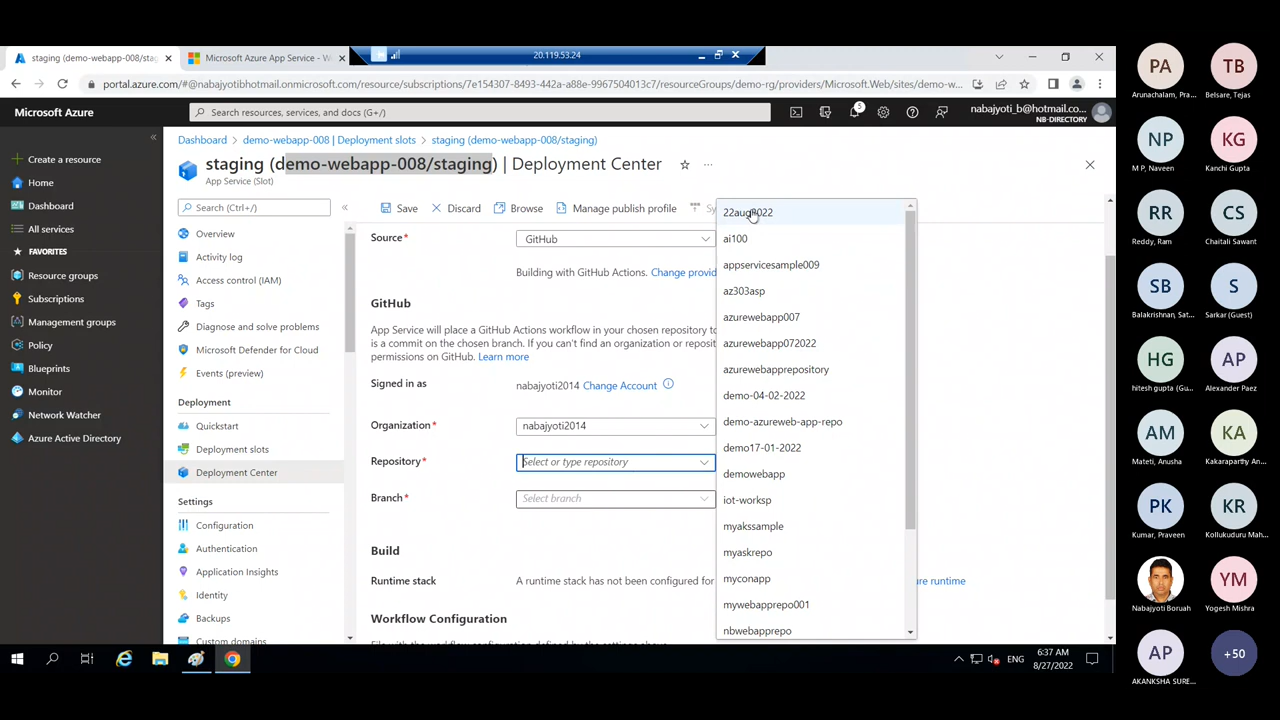 staging (demo-webapp-008/stag
Microsoft Azure App Service - We
20.119.53.24
portal.azure.com/#@nabajyotibhotmail.onmicrosoft.com/resource/subscriptions/7e154307-8493-442a-a88e-9967504013c7/resourceGroups/demo-rg/providers/Microsoft.Web/sites/demo-w...
Microsoft Azure
Search resources, services, and docs (G+/)
5
nabajyoti_b@hotmail.co...
NB-DIRECTORY
Create a resource
Home
Dashboard
All services
FAVORITES
Resource groups
Subscriptions
Management groups
Policy
Blueprints
Monitor
Network Watcher
Azure Active Directory
Dashboard
demo-webapp-008 | Deployment slots
staging (demo-webapp-008/staging)
staging (demo-webapp-008/staging) | Deployment Center
App Service (Slot)
Search (Ctrl+/)
Overview
Activity log
Access control (IAM)
Tags
Diagnose and solve problems
Microsoft Defender for Cloud
Events (preview)
Deployment
Quickstart
Deployment slots
Deployment Center
Settings
Configuration
Authentication
Application Insights
Identity
Backups
Custom domains
Save
Discard
Browse
Manage publish profile
Sy
Source*
GitHub
Building with GitHub Actions. Change provid
GitHub
App Service will place a GitHub Actions workflow in your chosen repository to
is a commit on the chosen branch. If you can't find an organization or reposit
permissions on GitHub. Learn more
Signed in as
nabajyoti2014 Change Account
Organization*
nabajyoti2014
Repository*
Select or type repository
Branch*
Select branch
Build
Runtime stack
A runtime stack has not been configured for
ure runtime
Workflow Configuration
22aug2022
ai100
appservicesample009
az303asp
azurewebapp007
azurewebapp072022
azurewebapprepository
demo-04-02-2022
demo-azureweb-app-repo
demo17-01-2022
demowebapp
iot-worksp
myakssample
myaskrepo
myconapp
mywebapprepo001
nbwebapprepo
ENG
6:37 AM
8/27/2022
PA
Arunachalam, Pra...
TB
Belsare, Tejas
NP
M P, Naveen
KG
Kanchi Gupta
RR
Reddy, Ram
CS
Chaitali Sawant
SB
Balakrishnan, Sat...
S
Sarkar (Guest)
HG
hitesh gupta (Gu...
AP
Alexander Paez
AM
Mateti, Anusha
KA
Kakaraparthy An...
PK
Kumar, Praveen
KR
Kollukuduru Mah...
Nabajyoti Boruah
YM
Yogesh Mishra
AP
AKANKSHA SURE...
+50